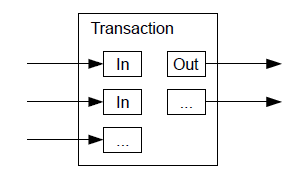 Transaction
In Out
In ...
...